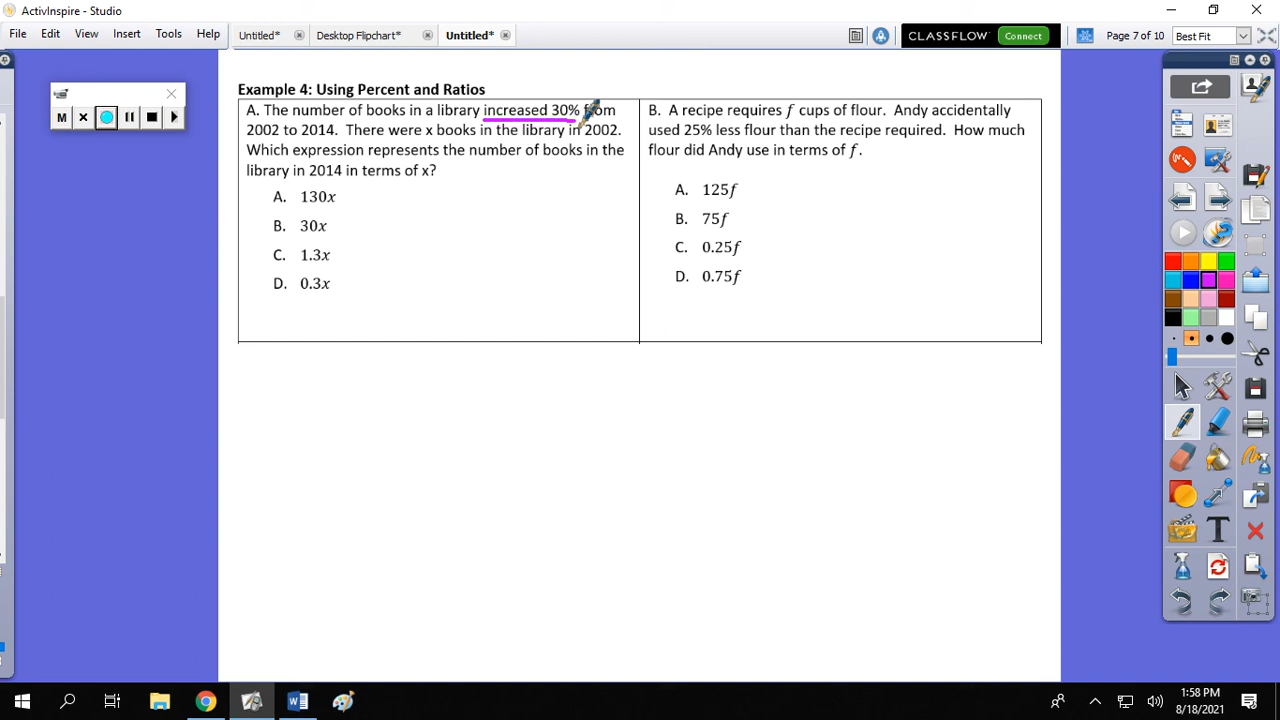 ActivInspire - Studio
File Edit View Insert Tools Help
Untitled* Desktop Flipchart* Untitled*
CLASSFLOW Connect
Page 7 of 10 Best Fit
M
Example 4: Using Percent and Ratios
A. The number of books in a library increased 30% from
2002 to 2014. There were x books in the library in 2002.
Which expression represents the number of books in the
library in 2014 in terms of x?
A. 130x
B. 30x
C. 1.3x
D. 0.3x
B. A recipe requires f cups of flour. Andy accidentally
used 25% less flour than the recipe required. How much
flour did Andy use in terms of f.
A. 125f
B. 75f
C. 0.25f
D. 0.75f
1:58 PM
8/18/2021